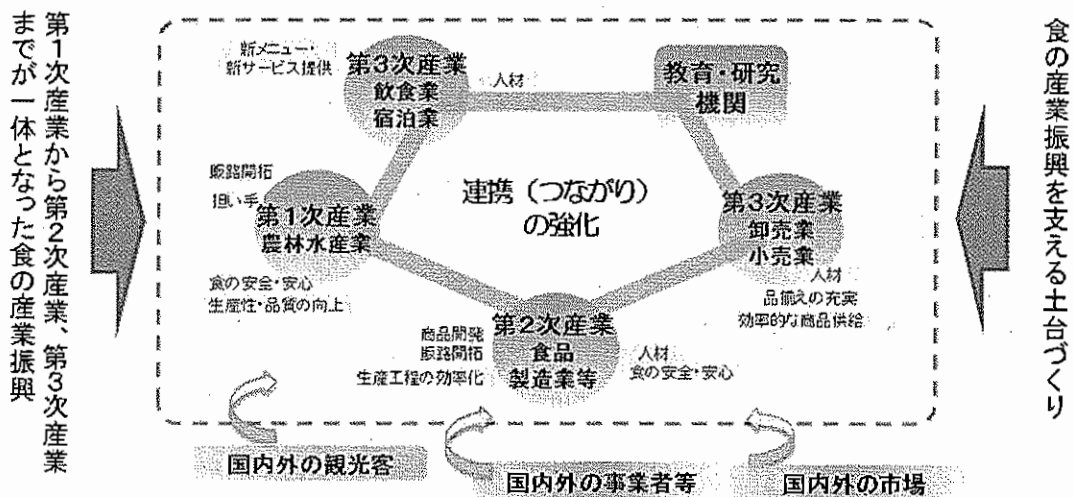 第1次産業から第2次産業、第3次産業
までが一体となった食の産業振興
新メニュー・
新サービス提供
第3次産業
飲食業
宿泊業
人材
教育・研究
機関
販路開拓
担い手
第1次産業
農林水産業
食の安全・安心
生産性・品質の向上
連携(つながり)
の強化
第3次産業
卸売業
小売業
人材
品揃えの充実
効率的な商品供給
商品開発
販路開拓
生産工程の効率化
第2次産業
食品
製造業等
人材
食の安全・安心
国内外の観光客
国内外の事業者等
国内外の市場
食の産業振興を支える土台づくり